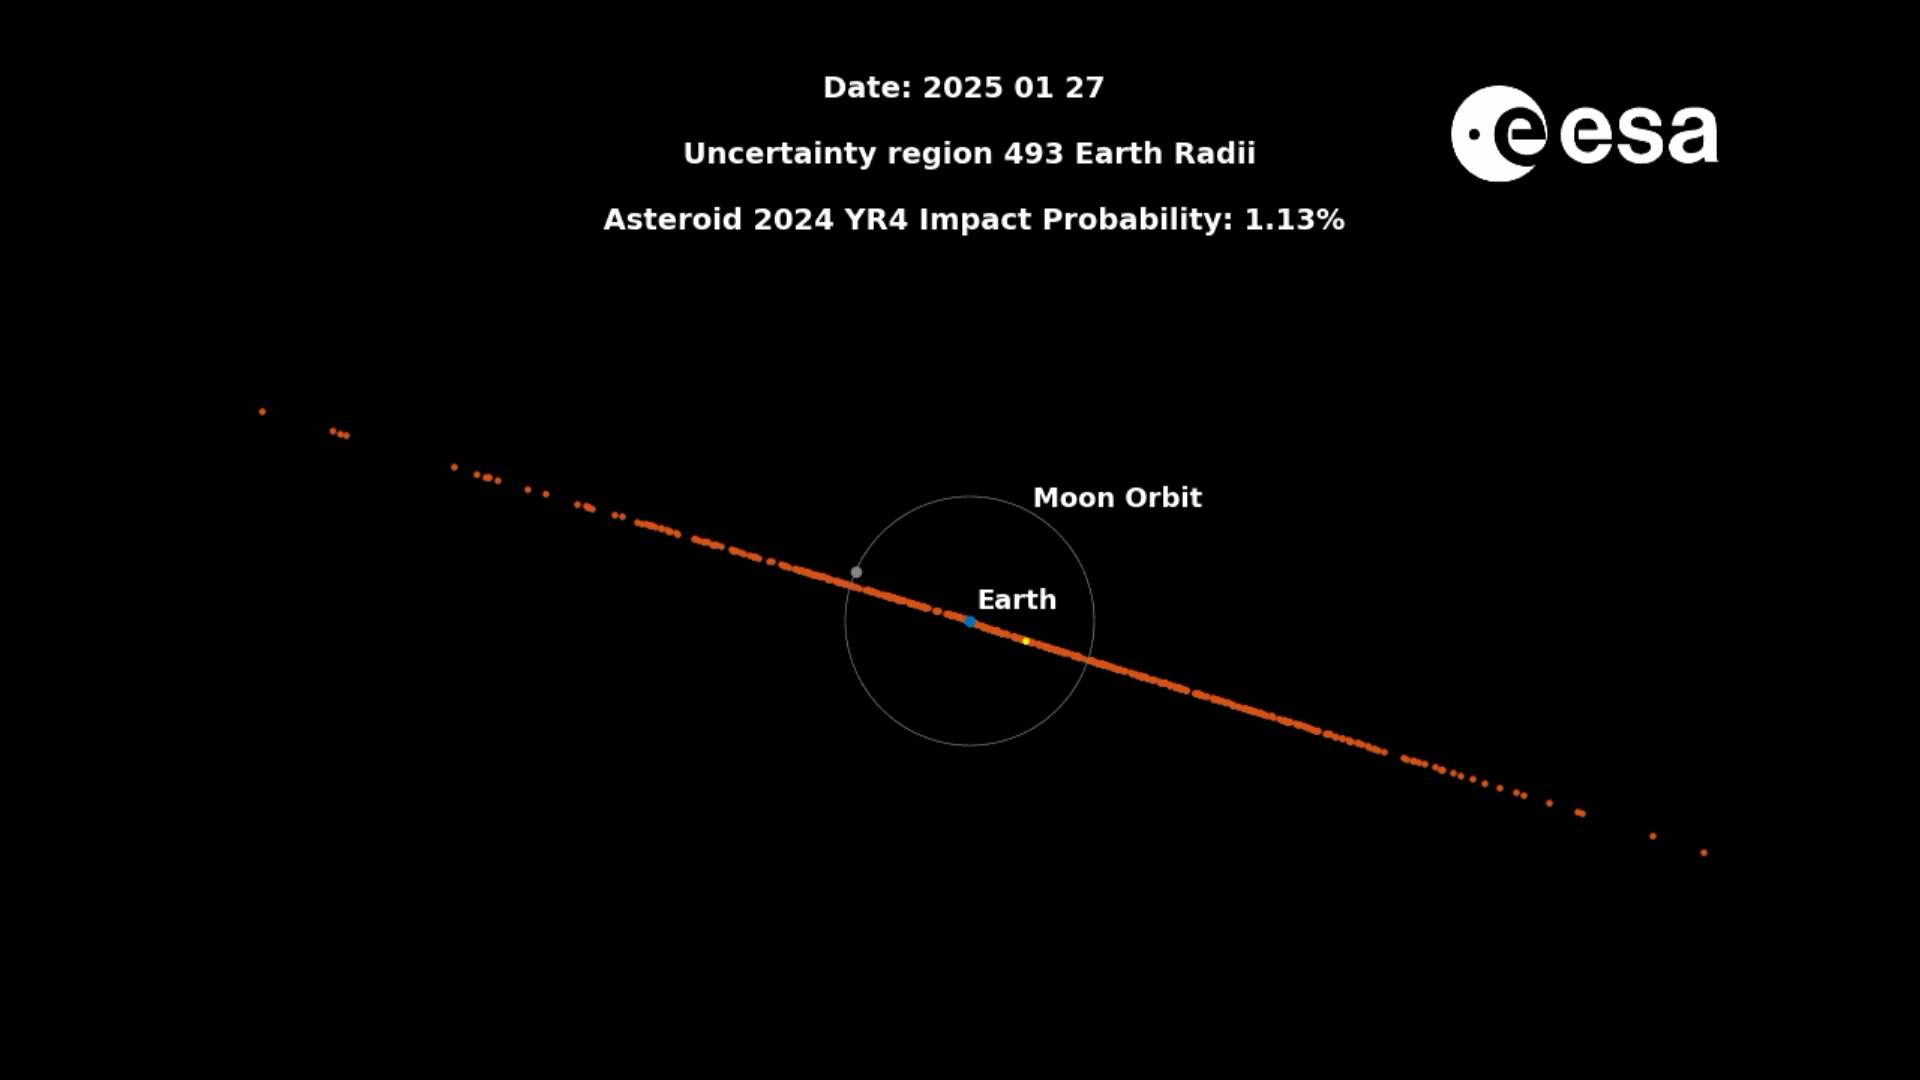 Date: 2025 01 27
esa
Uncertainty region 493 Earth Radii
Asteroid 2024 YR4 Impact Probability: 1.13%
Moon Orbit
Earth